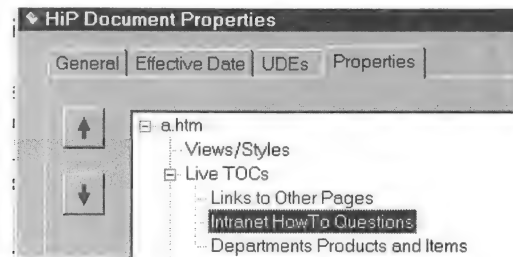 HiP Document Properties
General Effective Date UDEs Properties
a.htm
Views/Styles
Live TOCs
Links to Other Pages
Intranet HowTo Questions
Departments Products and Items